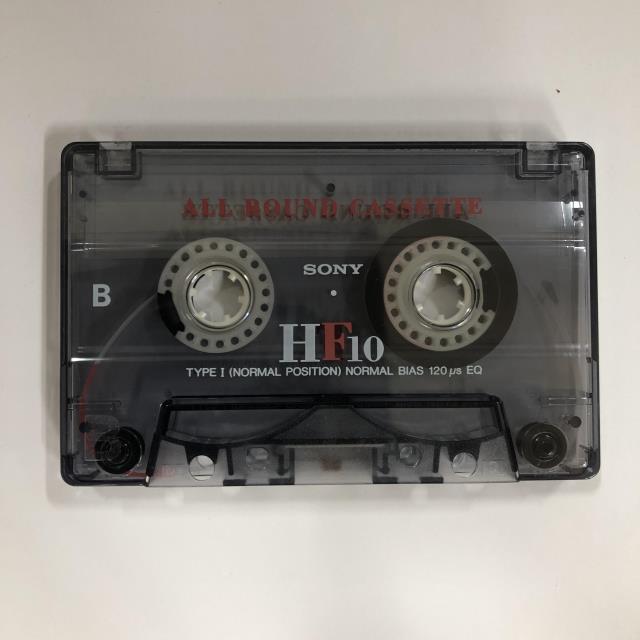 ALL ROUND CASSETTE
SONY
B
HF10
TYPE I (NORMAL POSITION) NORMAL BIAS 120 µs EQ